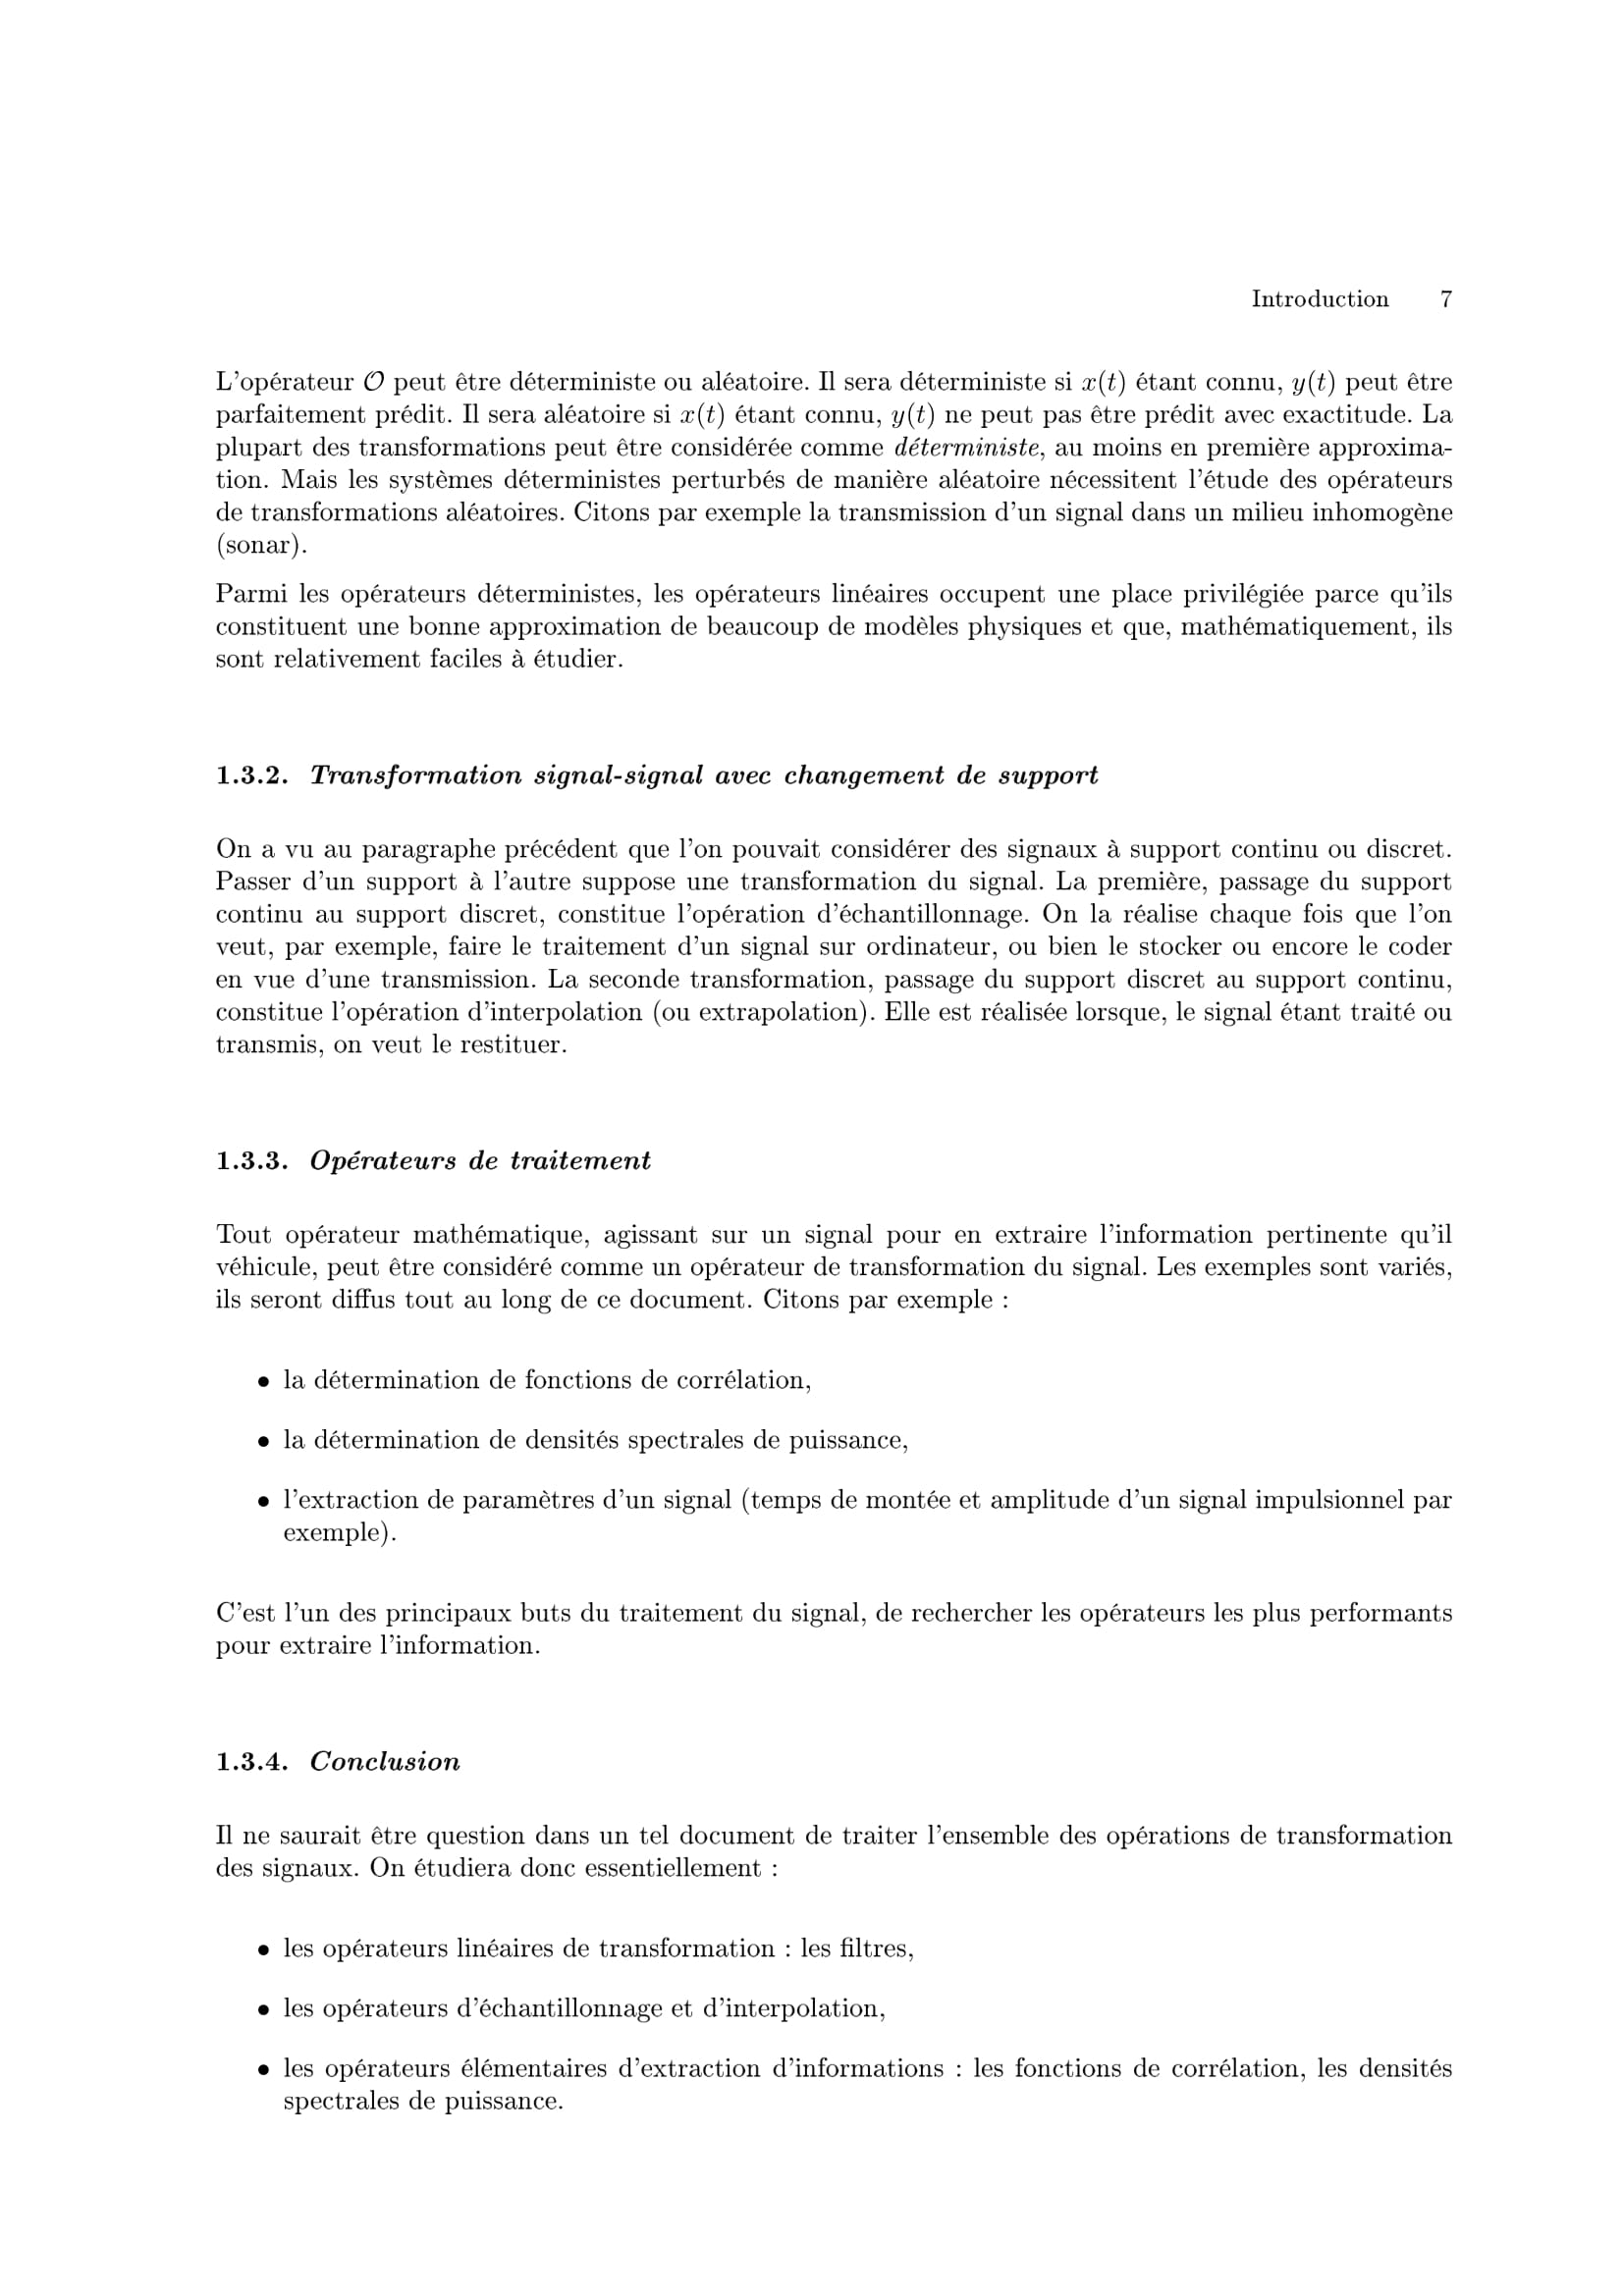 Introduction 7
L'opérateur 𝒪 peut être déterministe ou aléatoire. Il sera déterministe si x(t) étant connu, y(t) peut être
parfaitement prédit. Il sera aléatoire si x(t) étant connu, y(t) ne peut pas être prédit avec exactitude. La
plupart des transformations peut être considérée comme déterministe, au moins en première approxima-
tion. Mais les systèmes déterministes perturbés de manière aléatoire nécessitent l'étude des opérateurs
de transformations aléatoires. Citons par exemple la transmission d'un signal dans un milieu inhomogène
(sonar).
Parmi les opérateurs déterministes, les opérateurs linéaires occupent une place privilégiée parce qu'ils
constituent une bonne approximation de beaucoup de modèles physiques et que, mathématiquement, ils
sont relativement faciles à étudier.
1.3.2. Transformation signal-signal avec changement de support
On a vu au paragraphe précédent que l'on pouvait considérer des signaux à support continu ou discret.
Passer d'un support à l'autre suppose une transformation du signal. La première, passage du support
continu au support discret, constitue l'opération d'échantillonnage. On la réalise chaque fois que l'on
veut, par exemple, faire le traitement d'un signal sur ordinateur, ou bien le stocker ou encore le coder
en vue d'une transmission. La seconde transformation, passage du support discret au support continu,
constitue l'opération d'interpolation (ou extrapolation). Elle est réalisée lorsque, le signal étant traité ou
transmis, on veut le restituer.
1.3.3. Opérateurs de traitement
Tout opérateur mathématique, agissant sur un signal pour en extraire l'information pertinente qu'il
véhicule, peut être considéré comme un opérateur de transformation du signal. Les exemples sont variés,
ils seront diffus tout au long de ce document. Citons par exemple :
• la détermination de fonctions de corrélation,
• la détermination de densités spectrales de puissance,
• l'extraction de paramètres d'un signal (temps de montée et amplitude d'un signal impulsionnel par
exemple).
C'est l'un des principaux buts du traitement du signal, de rechercher les opérateurs les plus performants
pour extraire l'information.
1.3.4. Conclusion
Il ne saurait être question dans un tel document de traiter l'ensemble des opérations de transformation
des signaux. On étudiera donc essentiellement :
• les opérateurs linéaires de transformation : les filtres,
• les opérateurs d'échantillonnage et d'interpolation,
• les opérateurs élémentaires d'extraction d'informations : les fonctions de corrélation, les densités
spectrales de puissance.